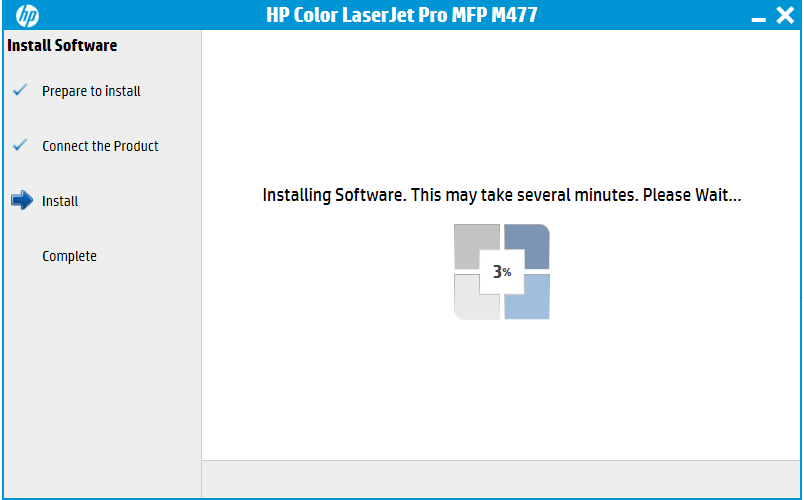 hp
HP Color LaserJet Pro MFP M477
Install Software
Prepare to install
Connect the Product
Install
Complete
Installing Software. This may take several minutes. Please Wait...
3%